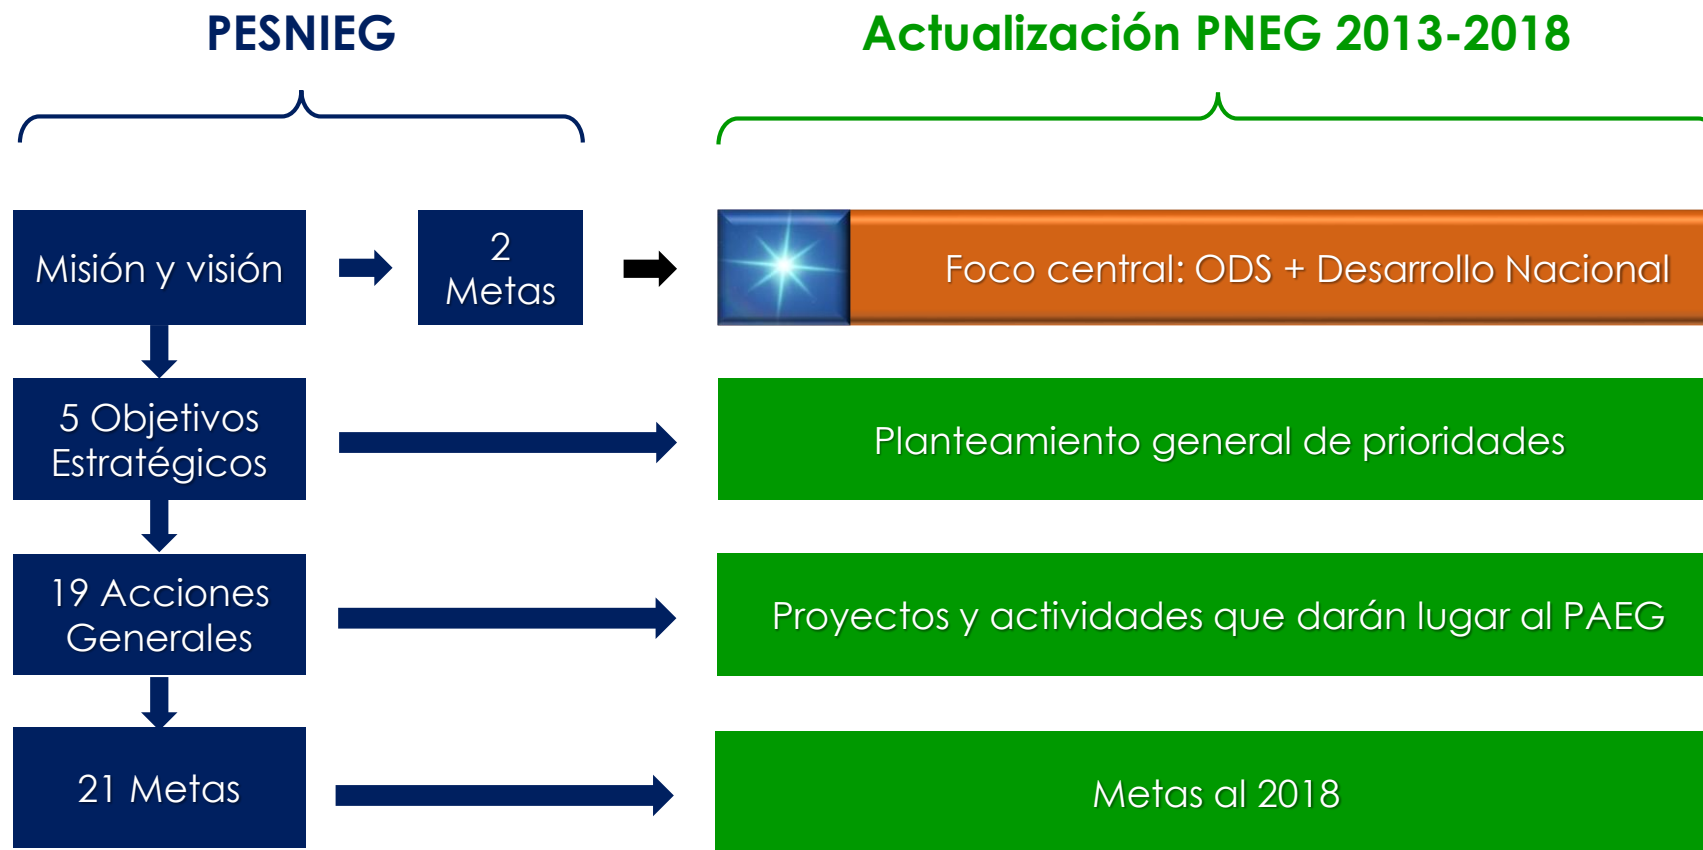 PESNIEG
Actualización PNEG 2013-2018
Misión y visión
2
Metas
Foco central: ODS + Desarrollo Nacional
5 Objetivos
Estratégicos
Planteamiento general de prioridades
19 Acciones
Generales
Proyectos y actividades que darán lugar al PAEG
21 Metas
Metas al 2018